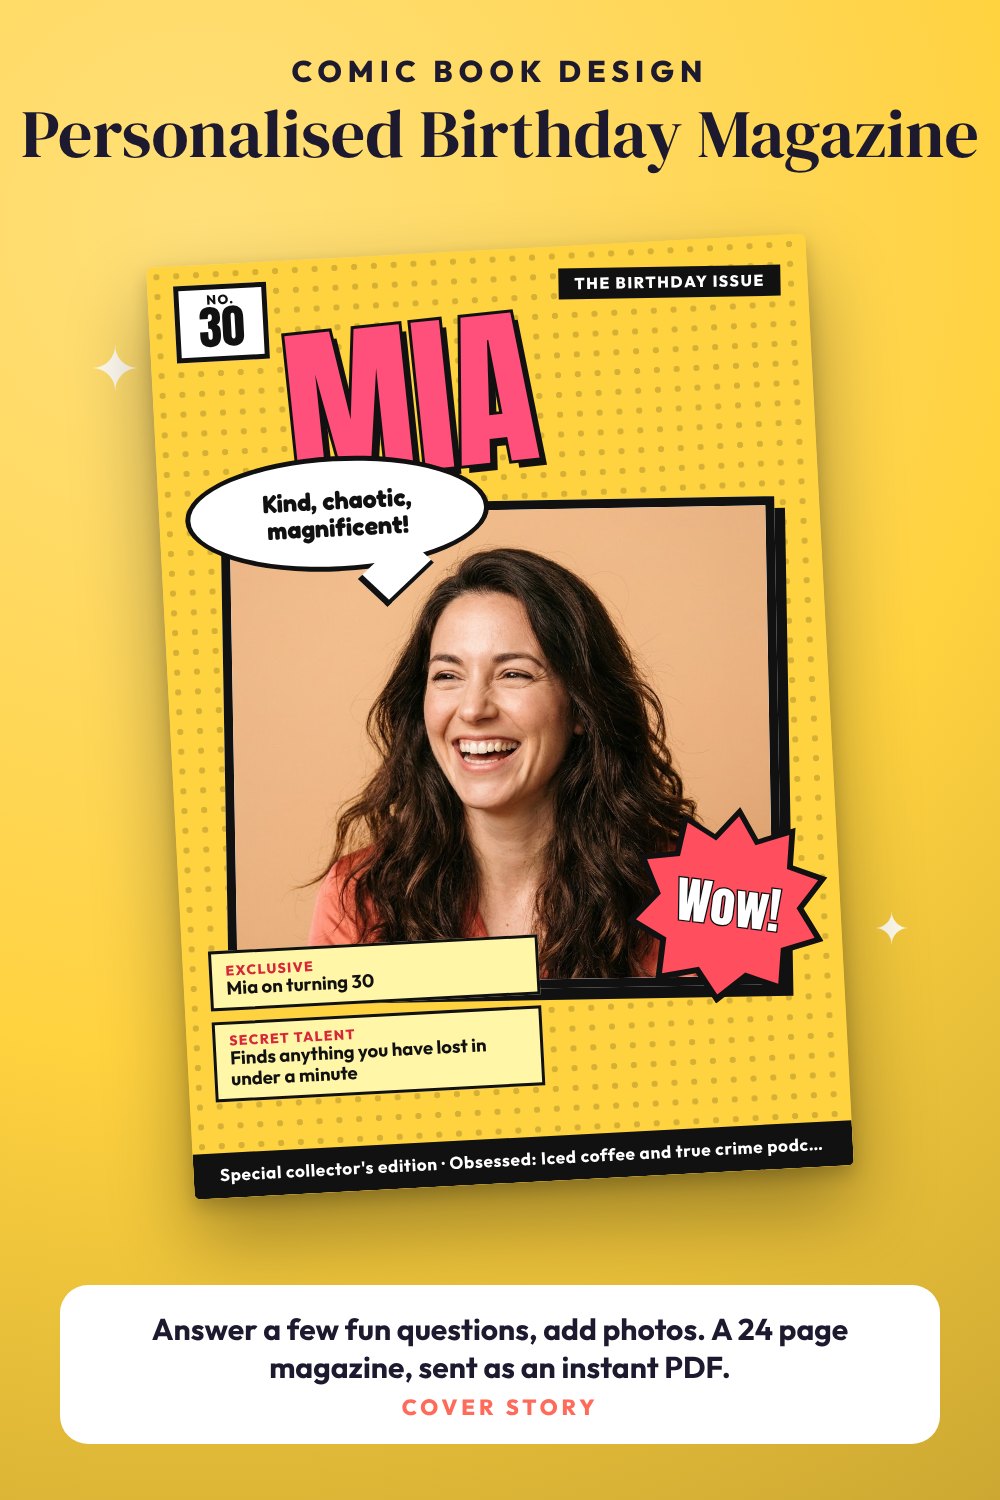 COMIC BOOK DESIGN
Personalised Birthday Magazine
NO.
30
THE BIRTHDAY ISSUE
MIA
Kind, chaotic,
magnificent!
Wow!
EXCLUSIVE
Mia on turning 30
SECRET TALENT
Finds anything you have lost in
under a minute
Special collector's edition · Obsessed: Iced coffee and true crime podc...
Answer a few fun questions, add photos. A 24 page
magazine, sent as an instant PDF.
COVER STORY